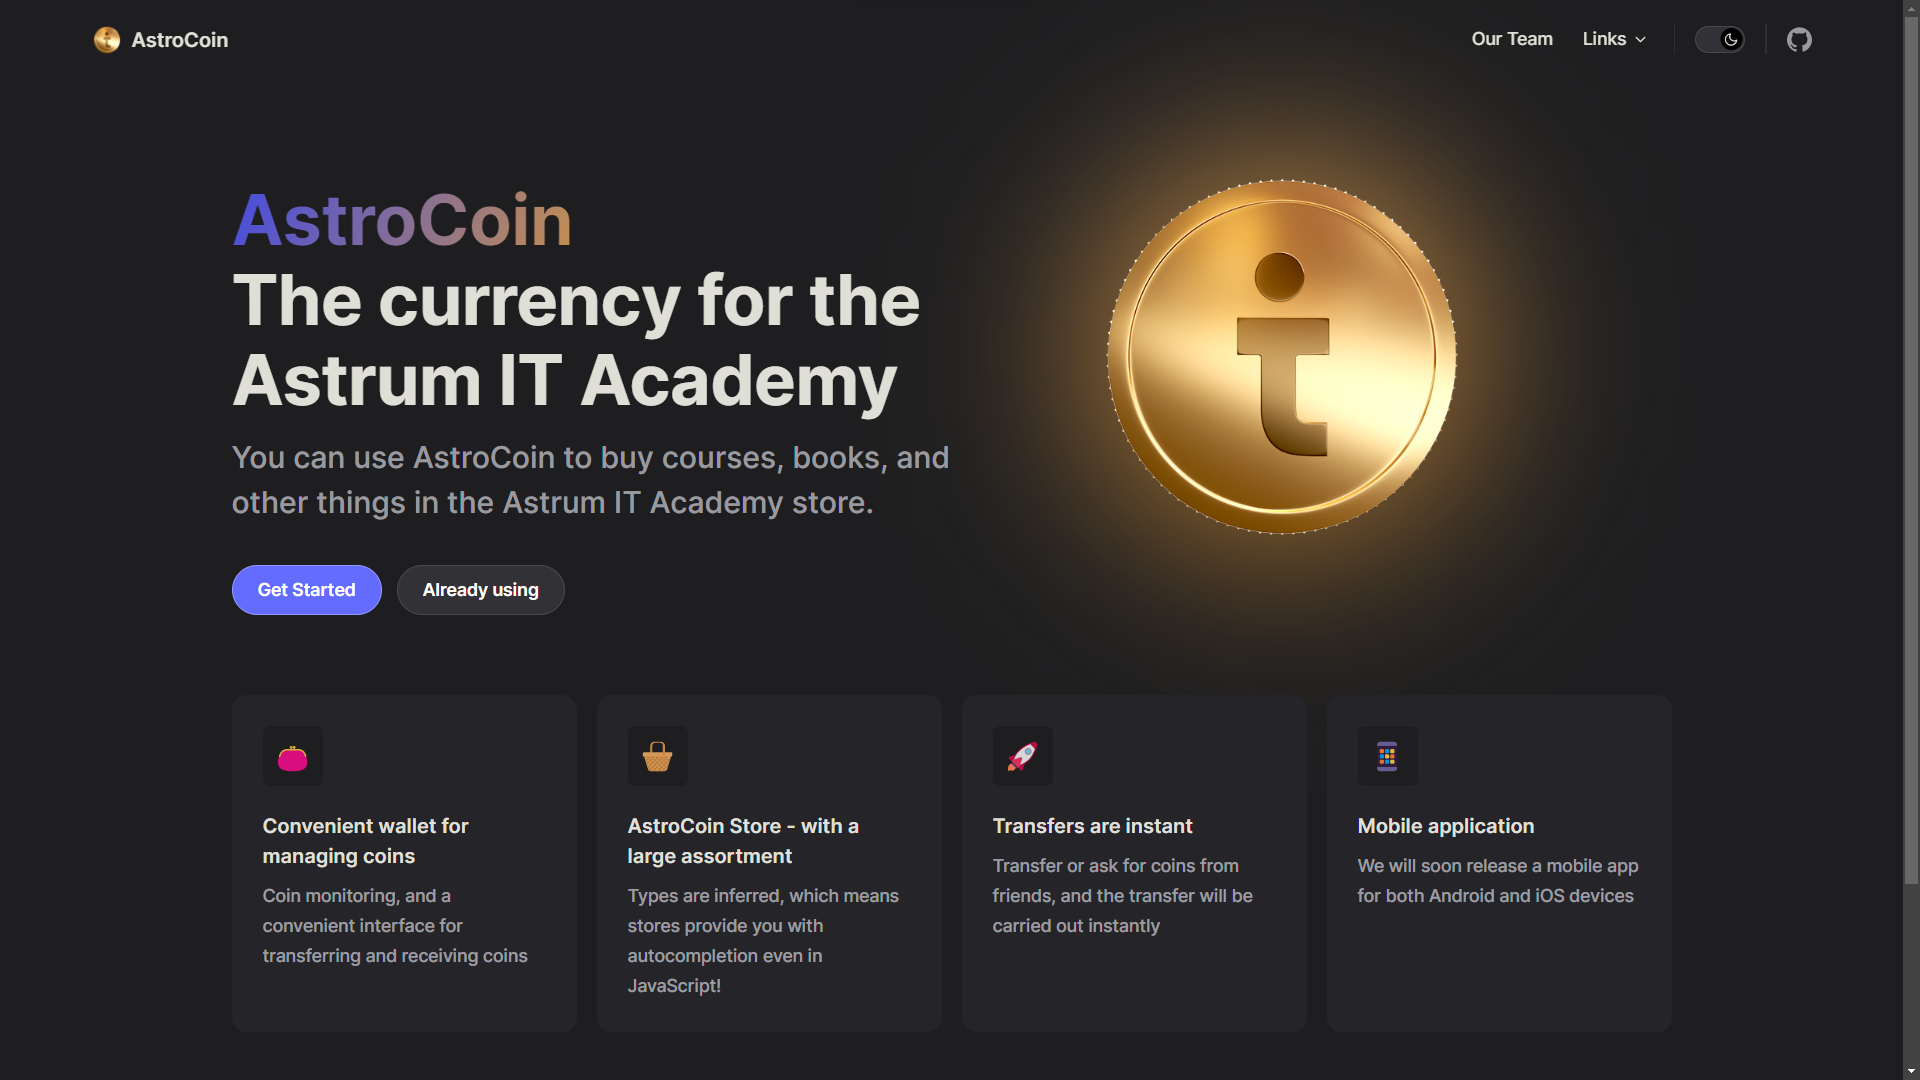 AstroCoin
Our Team
Links
AstroCoin
The currency for the
Astrum IT Academy
You can use AstroCoin to buy courses, books, and
other things in the Astrum IT Academy store.
Get Started
Already using
Convenient wallet for
managing coins
Coin monitoring, and a
convenient interface for
transferring and receiving coins
AstroCoin Store - with a
large assortment
Types are inferred, which means
stores provide you with
autocompletion even in
JavaScript!
Transfers are instant
Transfer or ask for coins from
friends, and the transfer will be
carried out instantly
Mobile application
We will soon release a mobile app
for both Android and iOS devices